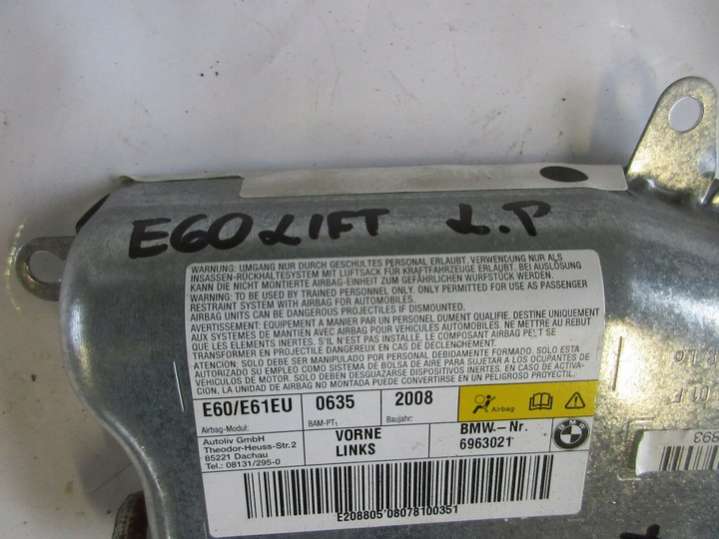 E60 LIFT L.P
WARNUNG: UMGANG NUR DURCH GESCHULTES PERSONAL ERLAUBT. VERWENDUNG NUR ALS
INSASSEN-RÜCKHALTESYSTEM MIT LUFTSACK FÜR KRAFTFAHRZEUGE ERLAUBT. BEI AUSLÖSUNG
KANN DIE NICHT MONTIERTE AIRBAG-EINHEIT ZUM GEFÄHRLICHEN WURFSTÜCK WERDEN.
WARNING: TO BE USED BY TRAINED PERSONNEL ONLY. ONLY PERMITTED FOR USE AS PASSENGER
RESTRAINT SYSTEM WITH AIRBAG FOR AUTOMOBILES.
AIRBAG UNITS CAN BE DANGEROUS PROJECTILES IF DISMOUNTED.
AVERTISSEMENT: EQUIPEMENT A MANIER PAR UN PERSONNEL DUMENT QUALIFIE. DESTINE UNIQUEMENT
AUX SYSTEMES DE MANTIEN AVEC AIRBAG POUR VEHICULES AUTOMOBILES. NE METTRE AU REBUT
QUE LES ELEMENTS INERTES. S'IL N'EST PAS INSTALLE, LE COMPOSANT AIRBAG PEUT SE
TRANSFORMER EN PROJECTILE DANGEREUX EN CAS DE DECLENCHEMENT.
ATENCION: SOLO DEBE SER MANIPULADO POR PERSONAL DEBIDAMENTE FORMADO. SOLO ESTA
AUTORIZADO SU EMPLEO COMO SISTEMA DE BOLSA DE AIRE PARA SUJETAR A LOS OCUPANTES DE
VEHICULOS DE MOTOR. SOLO DEBEN DESGUAZARSE DISPOSITIVOS INERTES. EN CASO DE ACTIVA-
CION, LA UNIDAD DE AIRBAG NO MONTADA PUEDE CONVERTIRSE EN UN PELIGROSO PROYECTIL.
E60/E61EU 0635 2008 Airbag
Airbag-Modul: BAM-PT1 Baujahr:
Autoliv GmbH
Theodor-Heuss-Str.2
85221 Dachau
Tel.: 08131/295-0
VORNE
LINKS
BMW-Nr.
6963021
BMW
E208805 08078100351
893